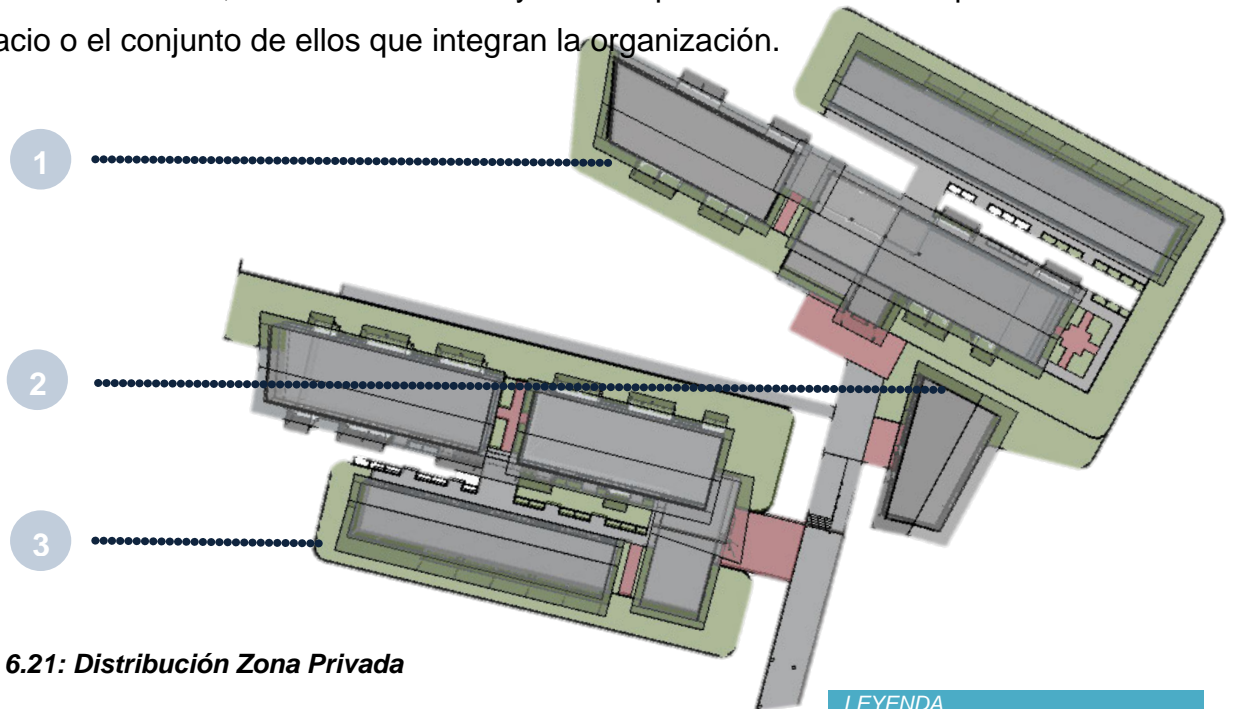 acio o el conjunto de ellos que integran la organización.
1
2
3
6.21: Distribución Zona Privada
LEYENDA